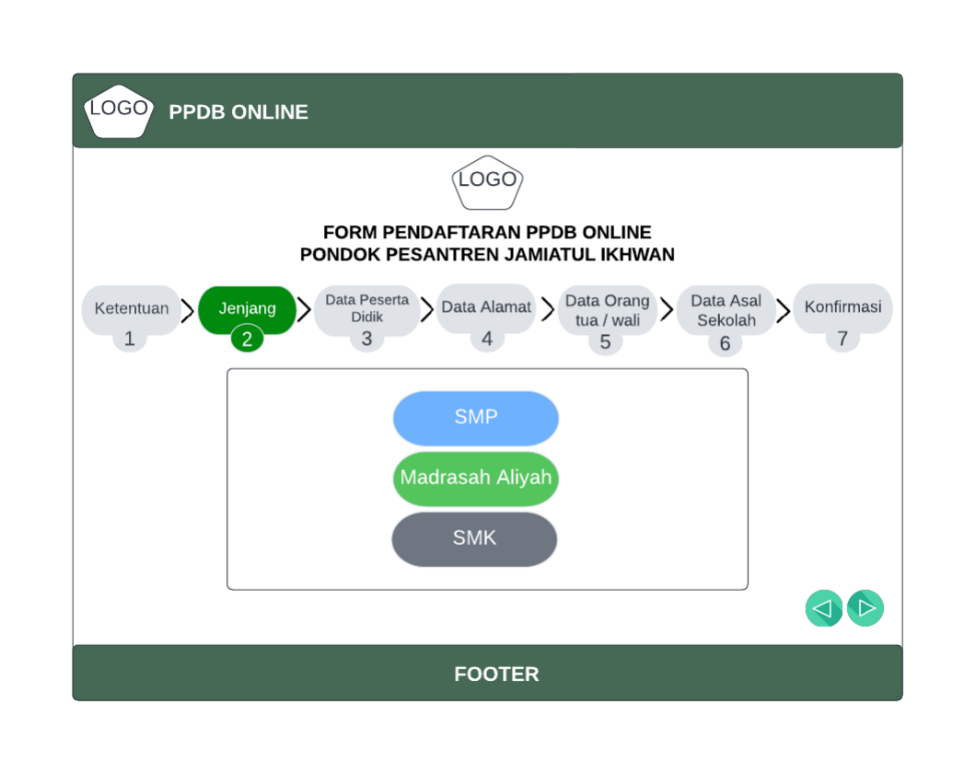 LOGO
PPDB ONLINE
LOGO
FORM PENDAFTARAN PPDB ONLINE
PONDOK PESANTREN JAMIATUL IKHWAN
Ketentuan
1
Jenjang
2
Data Peserta
Didik
3
Data Alamat
4
Data Orang
tua / wali
5
Data Asal
Sekolah
6
Konfirmasi
7
SMP
Madrasah Aliyah
SMK
FOOTER